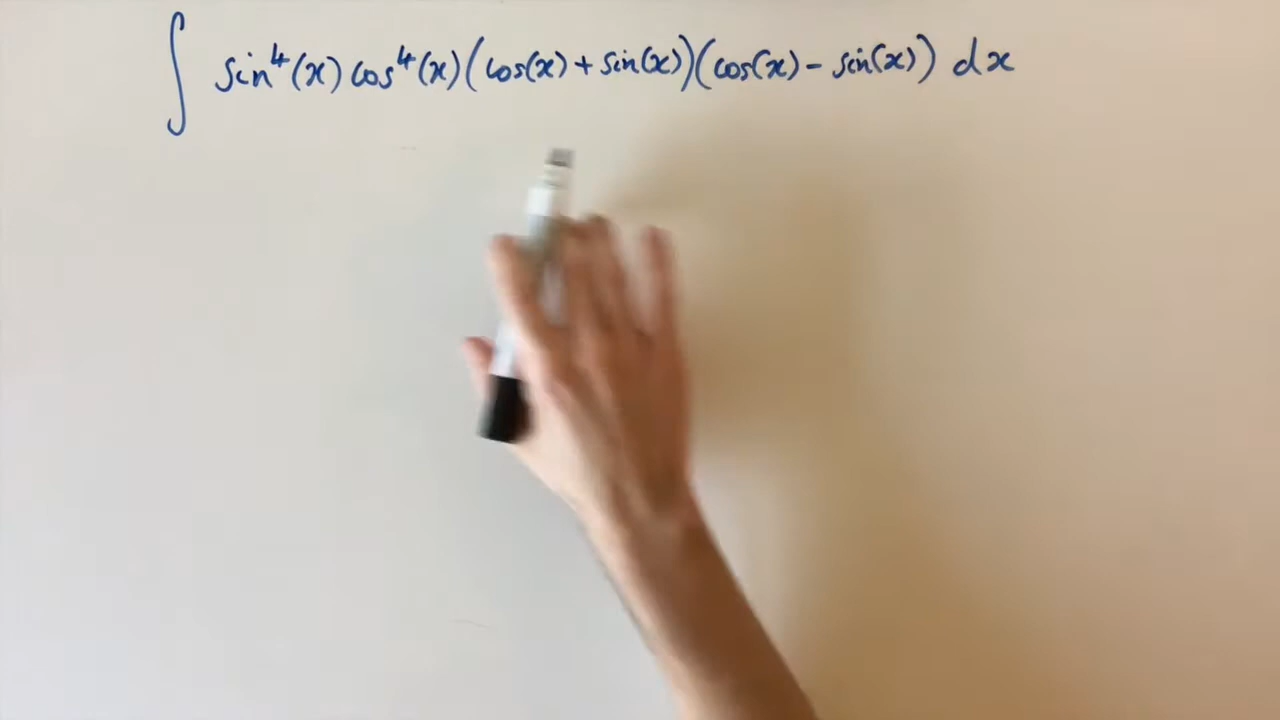 ∫ sin⁴(x) cos⁴(x)(cos(x) + sin(x))(cos(x) − sin(x)) dx